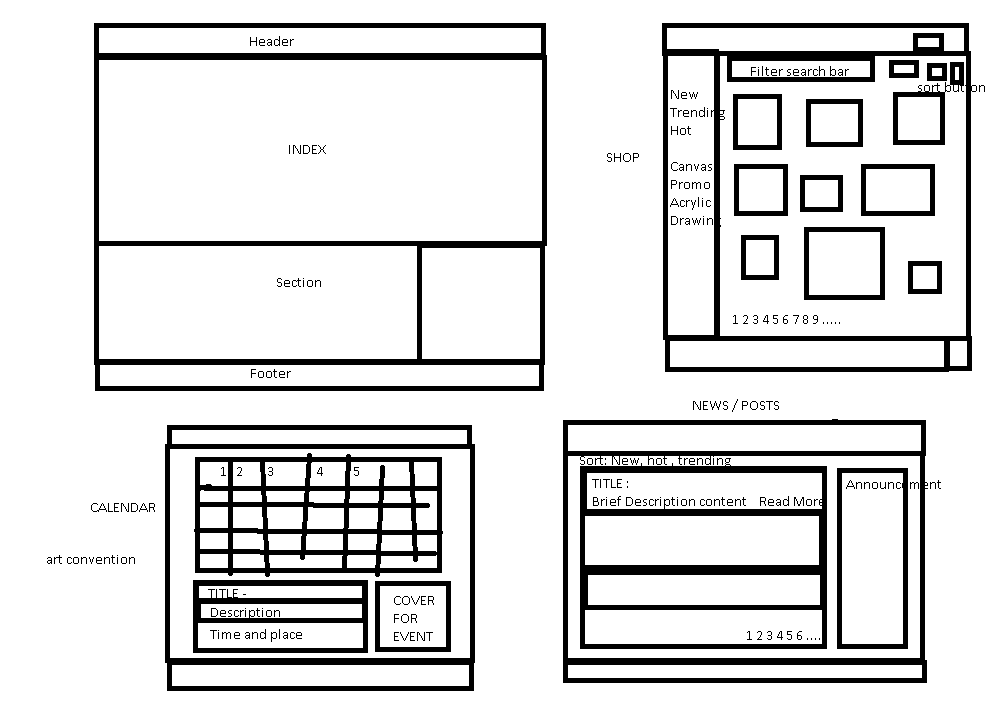 Header
INDEX
Section
Footer
SHOP
Filter search bar
sort button
New
Trending
Hot
Canvas
Promo
Acrylic
Drawing
1 2 3 4 5 6 7 8 9 .....
CALENDAR
art convention
1 2 3 4 5
TITLE -
Description
Time and place
COVER
FOR
EVENT
NEWS / POSTS
Sort: New, hot , trending
TITLE :
Brief Description content Read More
1 2 3 4 5 6 ....
Announcement